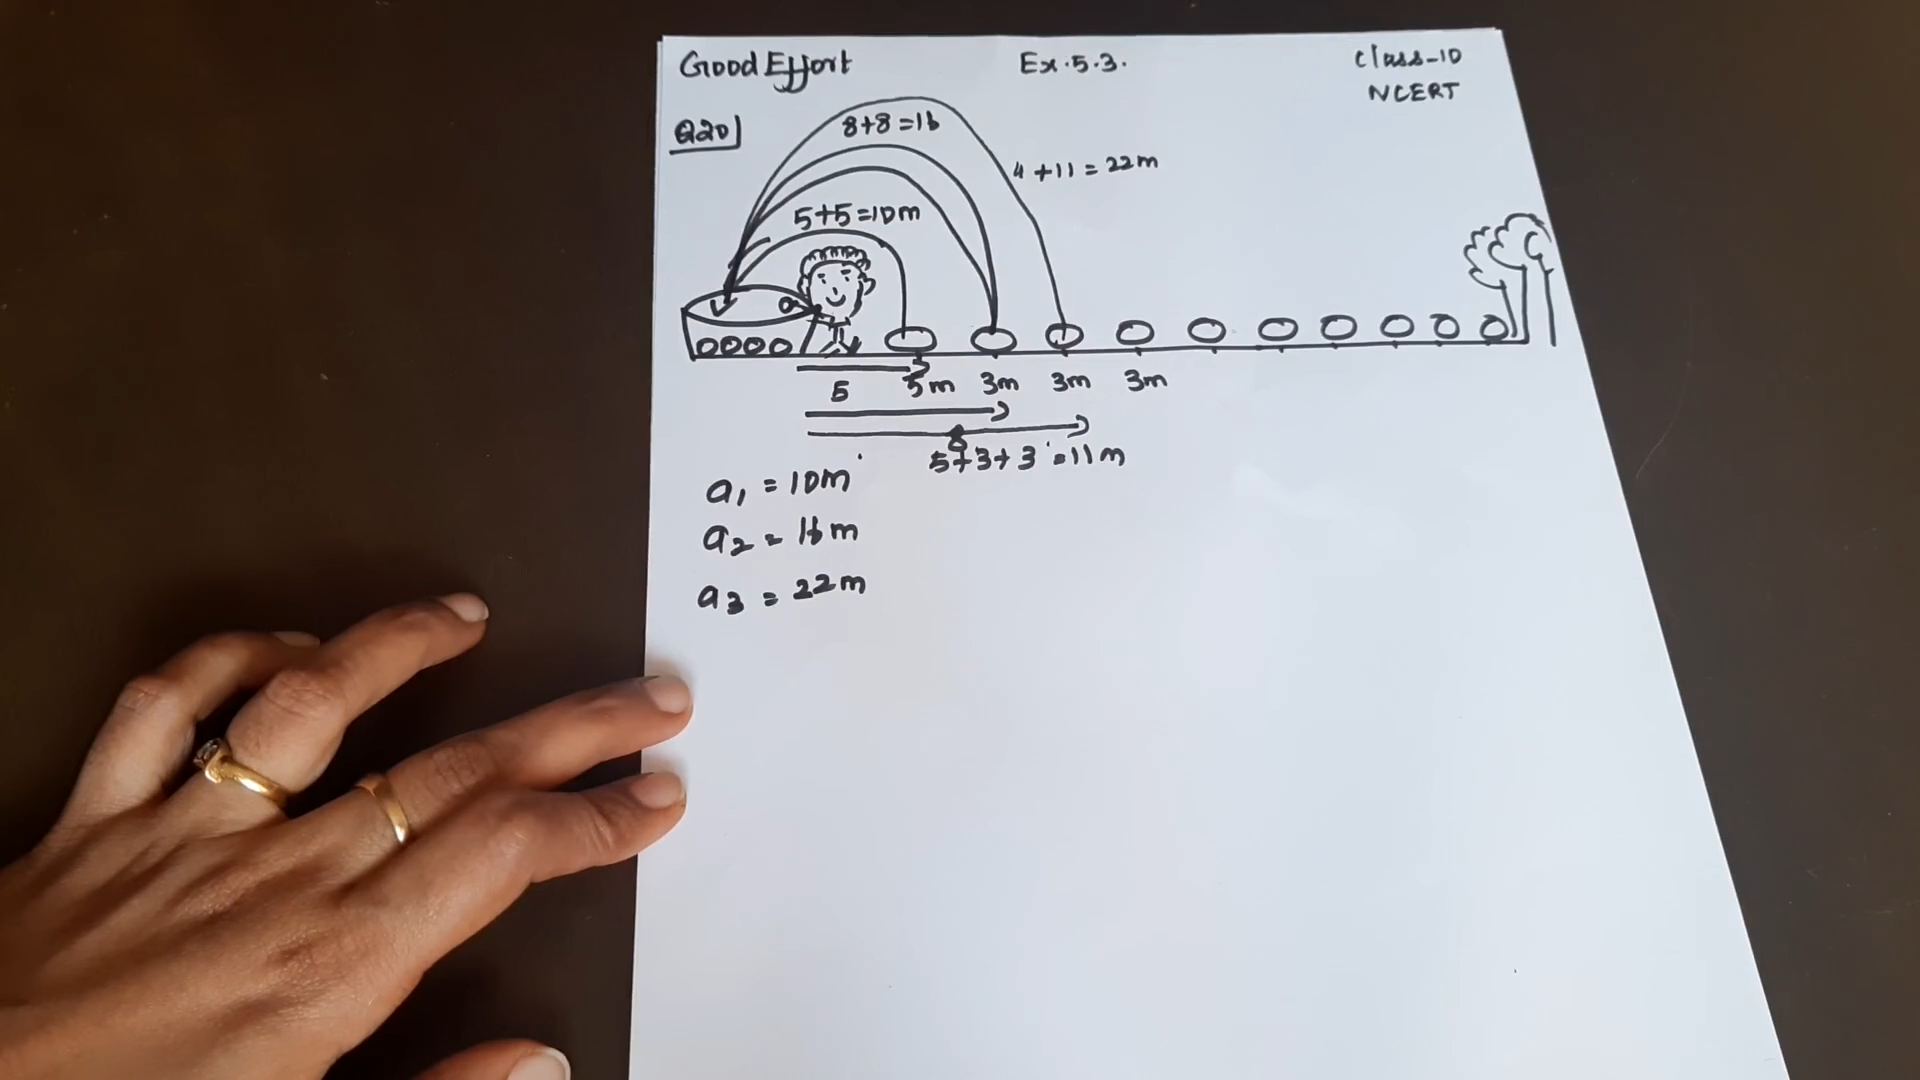 Good Effort Ex.5.3. Class-10
NCERT
Q20
8+8=16
4+11=22m
5+5=10m
5 5m 3m 3m 3m
5+3+3=11m
a1=10m
a2=16m
a3=22m